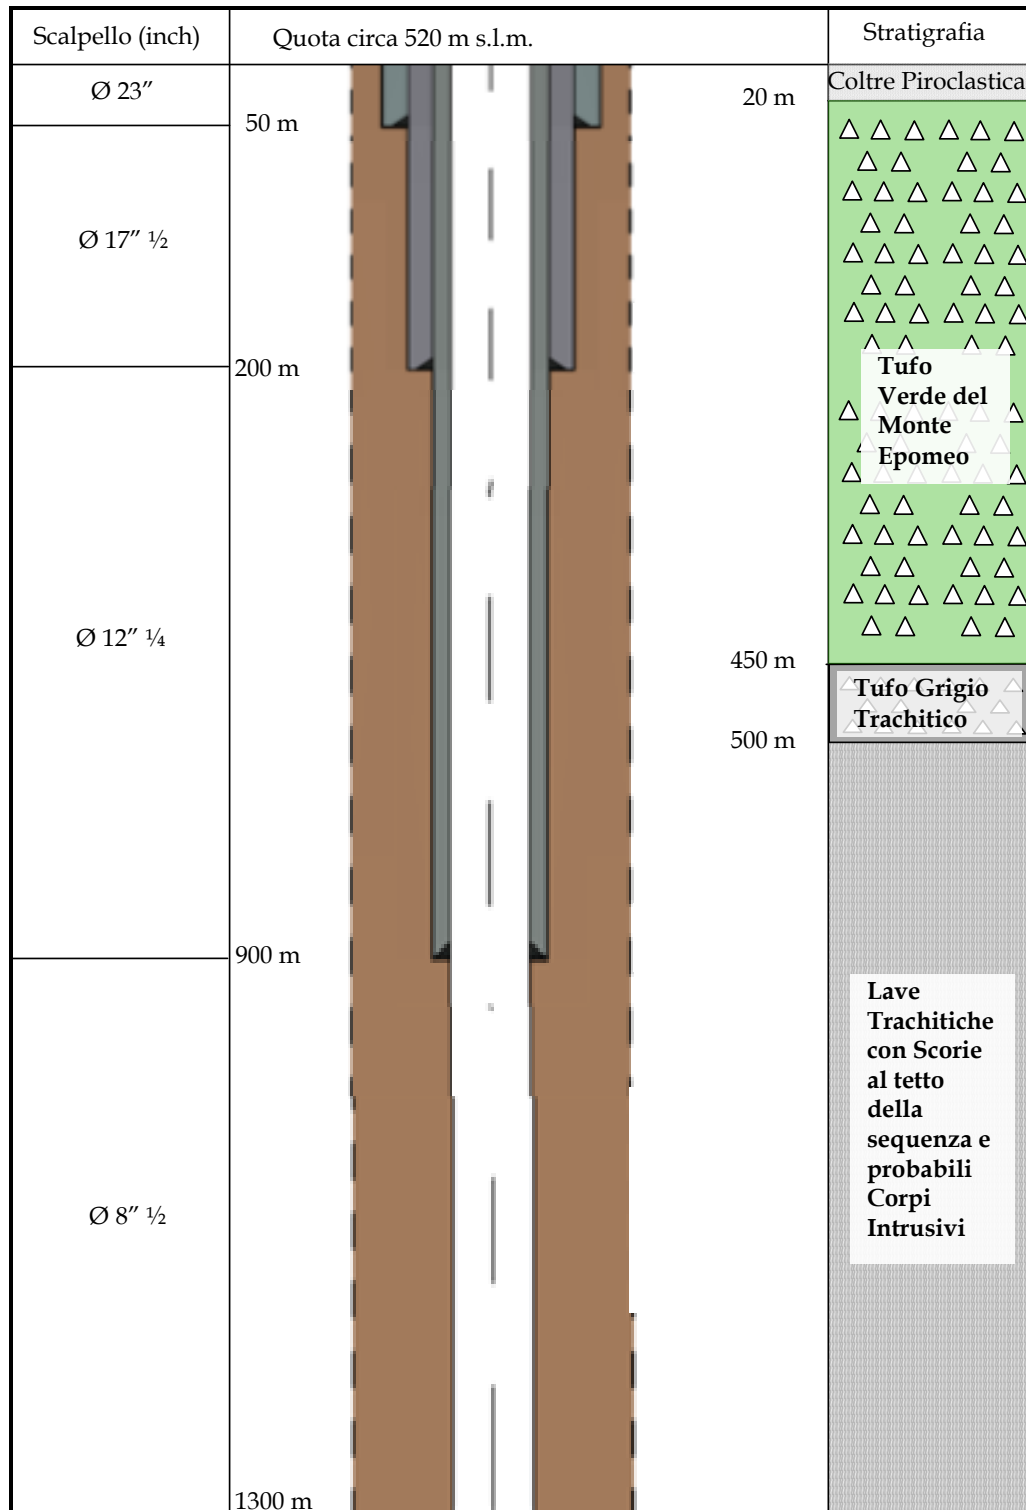 Scalpello (inch)
Quota circa 520 m s.l.m.
Stratigrafia
Ø 23”
Coltre Piroclastica
20 m
50 m
Ø 17” ½
200 m
Tufo
Verde del
Monte
Epomeo
Ø 12” ¼
450 m
Tufo Grigio
Trachitico
500 m
900 m
Lave
Trachitiche
con Scorie
al tetto
della
sequenza e
probabili
Corpi
Intrusivi
Ø 8” ½
1300 m